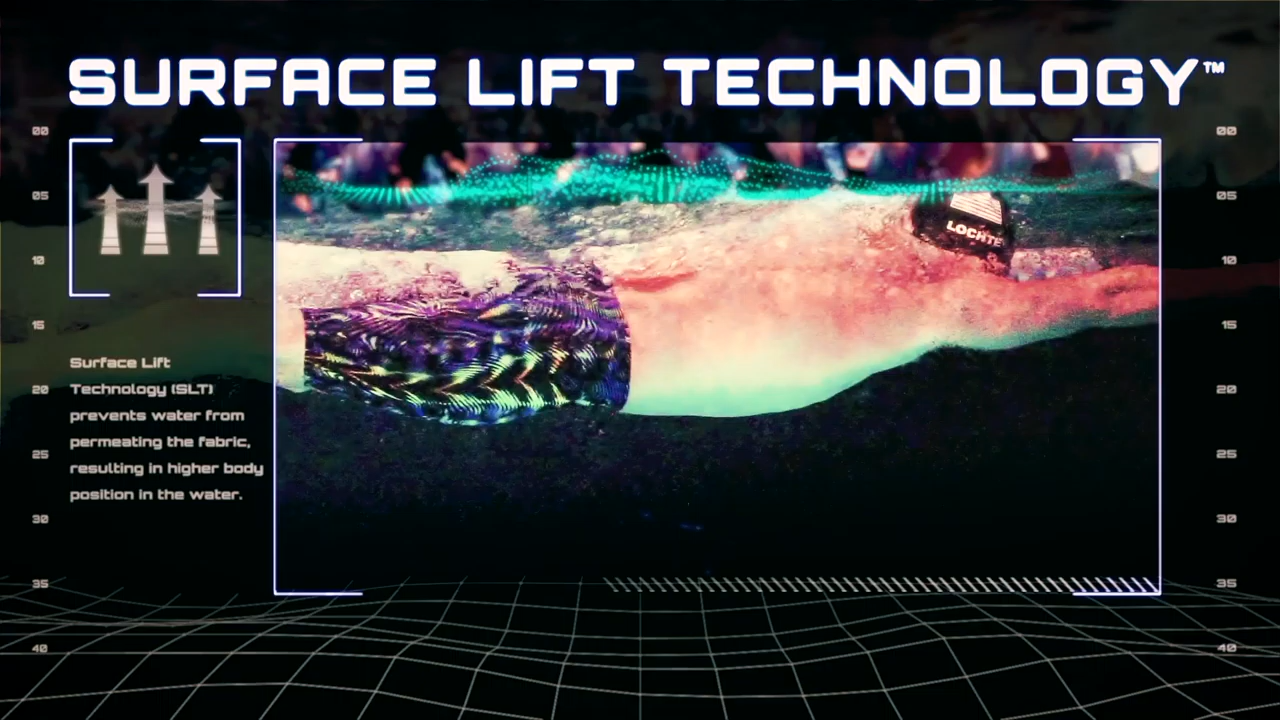 SURFACE LIFT TECHNOLOGY™
00
05
10
15
20
25
30
35
40
Surface Lift
Technology (SLT)
prevents water from
permeating the fabric,
resulting in higher body
position in the water.
LOCHTE
00
05
10
15
20
25
30
35
40